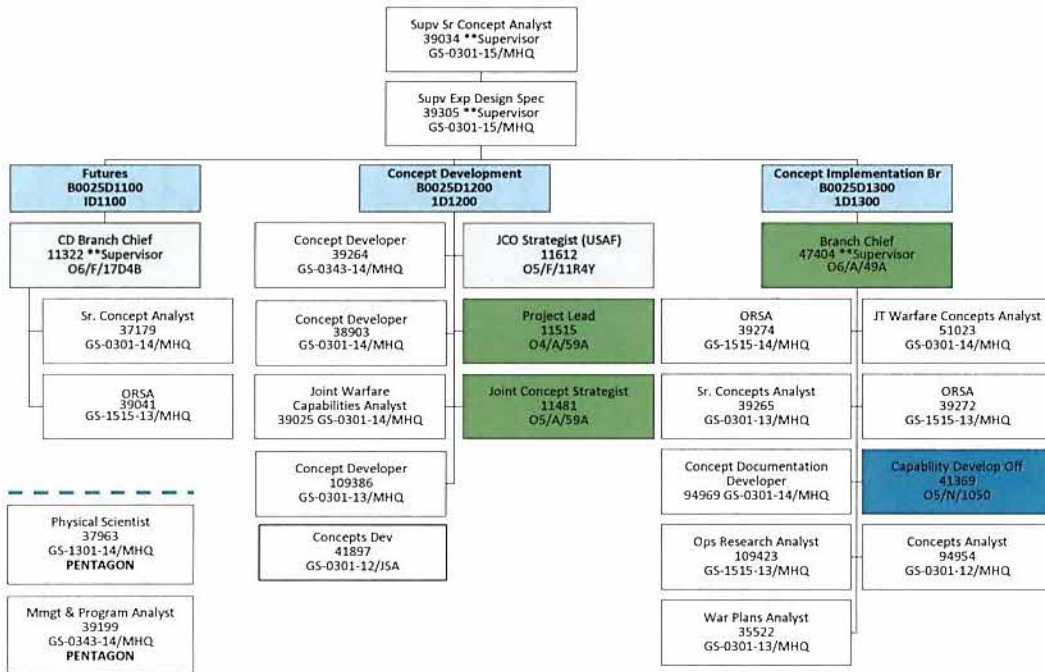 Supv Sr Concept Analyst
39034 **Supervisor
GS-0301-15/MHQ
Supv Exp Design Spec
39305 **Supervisor
GS-0301-15/MHQ
Futures
B0025D1100
ID1100
CD Branch Chief
11322 **Supervisor
O6/F/17D4B
Sr. Concept Analyst
37179
GS-0301-14/MHQ
ORSA
39041
GS-1515-13/MHQ
Physical Scientist
37963
GS-1301-14/MHQ
PENTAGON
Mmgt & Program Analyst
39199
GS-0343-14/MHQ
PENTAGON
Concept Development
B0025D1200
1D1200
Concept Developer
39264
GS-0343-14/MHQ
JCO Strategist (USAF)
11612
O5/F/11R4Y
Concept Developer
38903
GS-0301-14/MHQ
Project Lead
11515
O4/A/59A
Joint Warfare
Capabilities Analyst
39025 GS-0301-14/MHQ
Joint Concept Strategist
11481
O5/A/59A
Concept Developer
109386
GS-0301-13/MHQ
Concepts Dev
41897
GS-0301-12/JSA
Concept Implementation Br
B0025D1300
1D1300
Branch Chief
47404 **Supervisor
O6/A/49A
ORSA
39274
GS-1515-14/MHQ
JT Warfare Concepts Analyst
51023
GS-0301-14/MHQ
Sr. Concepts Analyst
39265
GS-0301-13/MHQ
ORSA
39272
GS-1515-13/MHQ
Concept Documentation
Developer
94969 GS-0301-14/MHQ
Capability Develop Off
41369
O5/N/1050
Ops Research Analyst
109423
GS-1515-13/MHQ
Concepts Analyst
94954
GS-0301-12/MHQ
War Plans Analyst
35522
GS-0301-13/MHQ